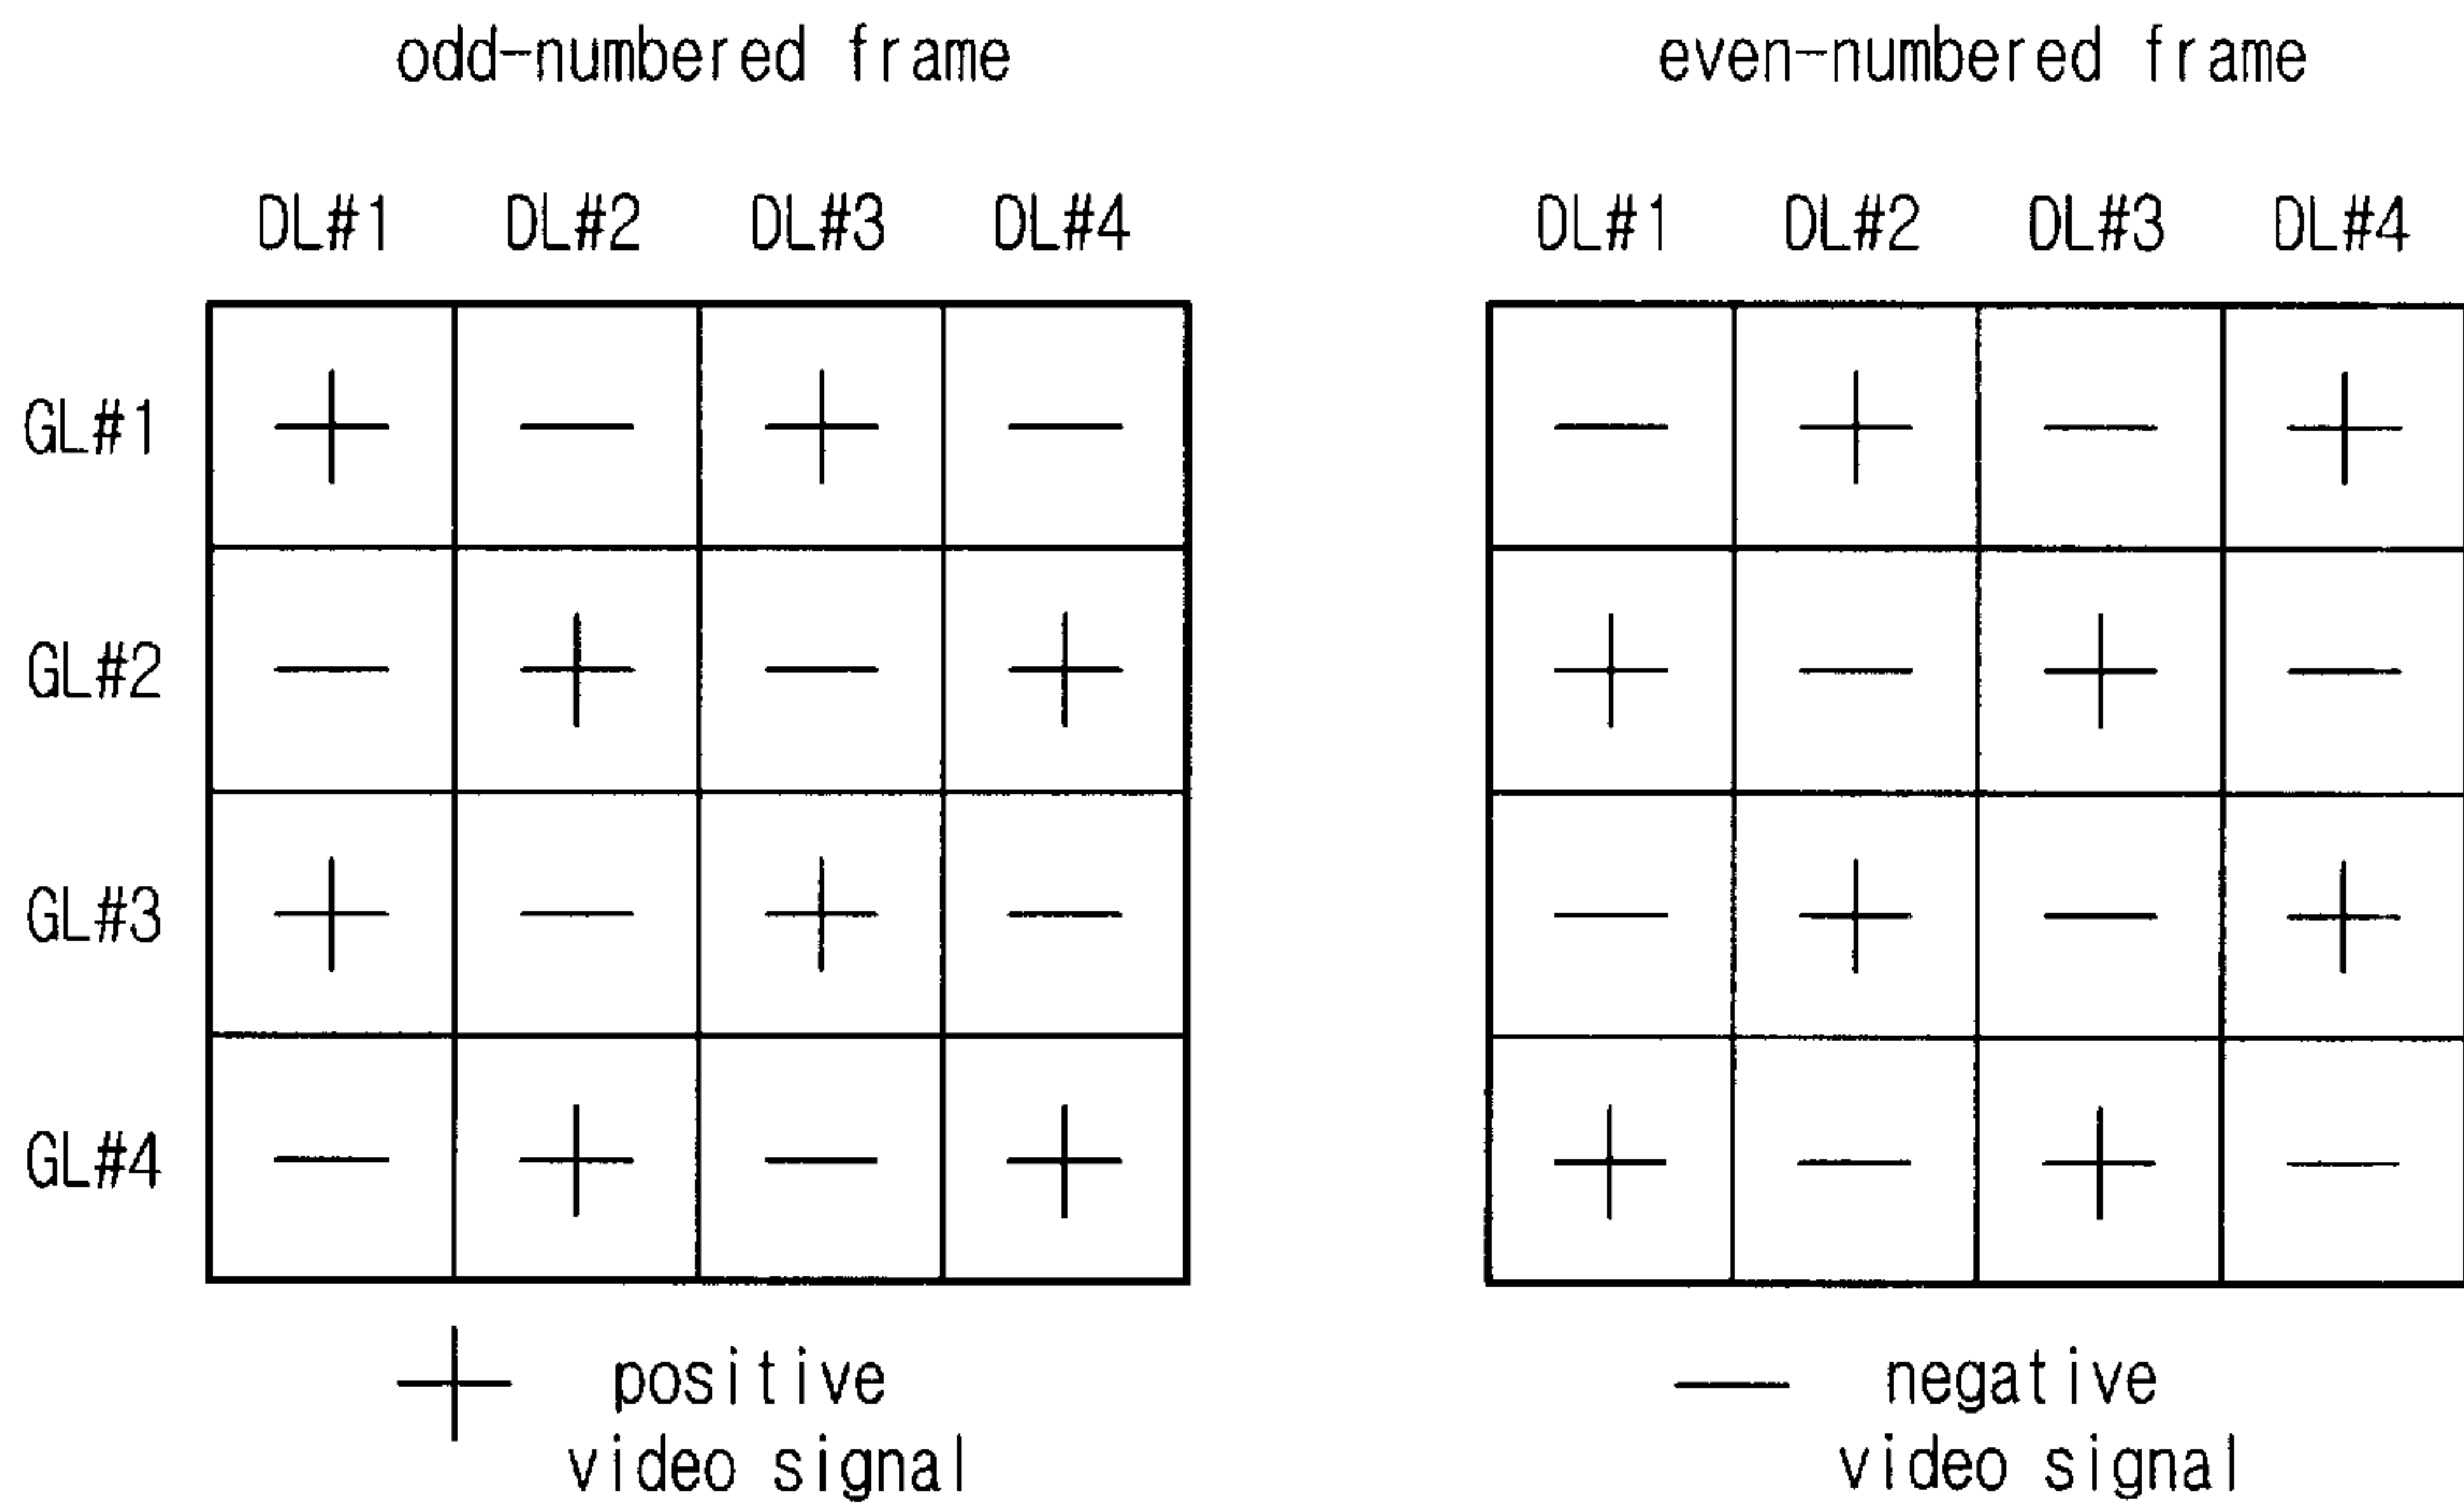 odd-numbered frame
even-numbered frame
DL#1 DL#2 DL#3 DL#4
DL#1 DL#2 DL#3 DL#4
GL#1 + − + − − + − +
GL#2 − + − + + − + −
GL#3 + − + − − + − +
GL#4 − + − + + − + −
+ positive
video signal
− negative
video signal